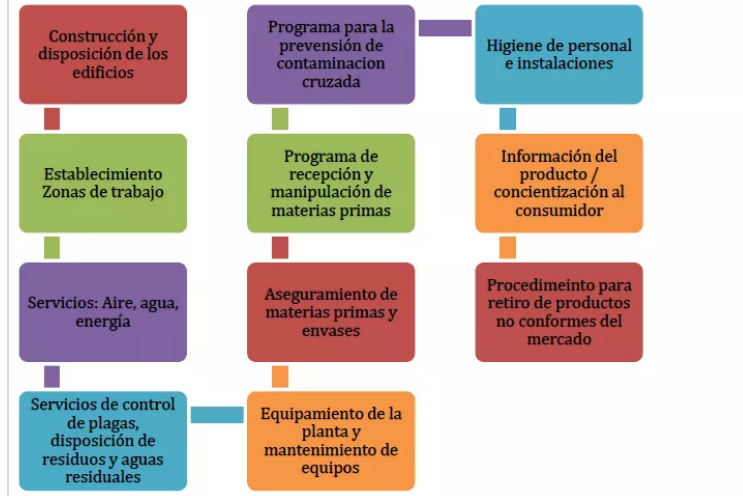 Construcción y
disposición de los
edificios
Establecimiento
Zonas de trabajo
Servicios: Aire, agua,
energía
Servicios de control
de plagas,
disposición de
residuos y aguas
residuales
Equipamiento de la
planta y
mantenimiento de
equipos
Aseguramiento de
materias primas y
envases
Programa de
recepción y
manipulación de
materias primas
Programa para la
prevensión de
contaminacion
cruzada
Higiene de personal
e instalaciones
Información del
producto /
concientización al
consumidor
Procedimeinto para
retiro de productos
no conformes del
mercado